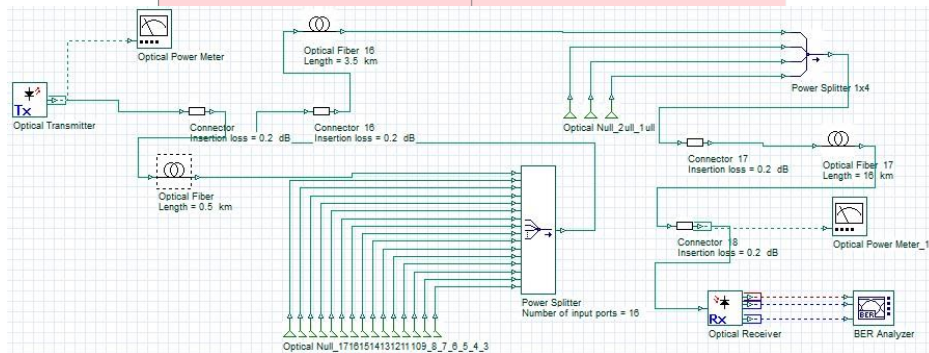 Optical Fiber 16
Length = 3.5 km
Optical Power Meter
Power Splitter 1x4
Tx
Optical Transmitter
Connector
Insertion loss = 0.2 dB
Connector 16
Insertion loss = 0.2 dB
Optical Null_2ull_1ull
Connector 17
Insertion loss = 0.2 dB
Optical Fiber 17
Length = 16 km
Optical Fiber
Length = 0.5 km
Connector 18
Insertion loss = 0.2 dB
Optical Power Meter_1
Power Splitter
Number of input ports = 16
Rx
Optical Receiver
BER
BER Analyzer
Optical Null_1716151413121110 9_8_7_6_5_4_3